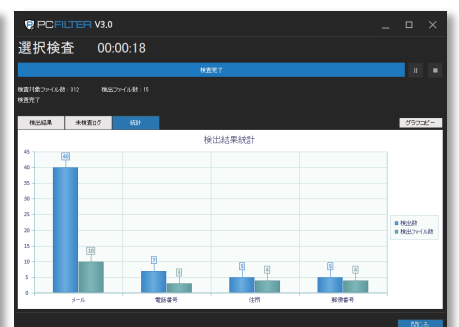 PCFILTER V3.0
選択検査 00:00:18
検査完了
検査対象ファイル数 : 312 検出ファイル数 : 15
検査完了
検出結果 未検査ログ 統計 グラフコピー
検出結果統計
45
40
35
30
25
20
15
10
5
0
40
10
7
3
5
4
5
4
メール 電話番号 住所 郵便番号
検出数
検出ファイル数
閉じる